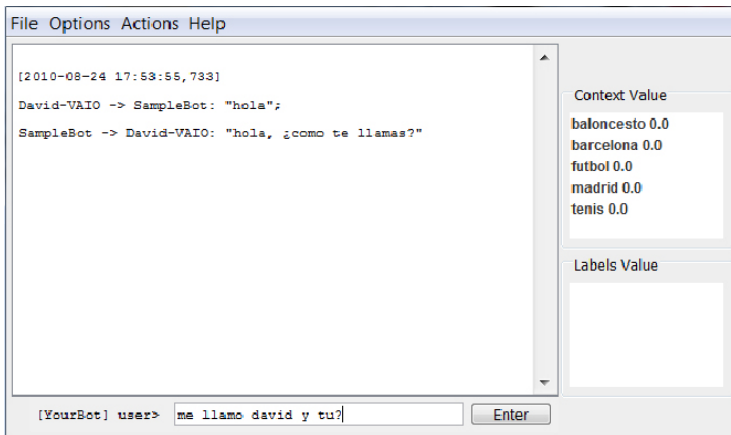 File Options Actions Help
[2010-08-24 17:53:55,733]
David-VAIO -> SampleBot: "hola";
SampleBot -> David-VAIO: "hola, ¿como te llamas?"
Context Value
baloncesto 0.0
barcelona 0.0
futbol 0.0
madrid 0.0
tenis 0.0
Labels Value
[YourBot] user> me llamo david y tu? Enter